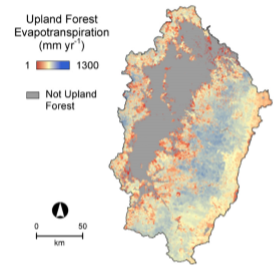 Upland Forest
Evapotranspiration
(mm yr⁻¹)
1 1300
Not Upland
Forest
0 50
km